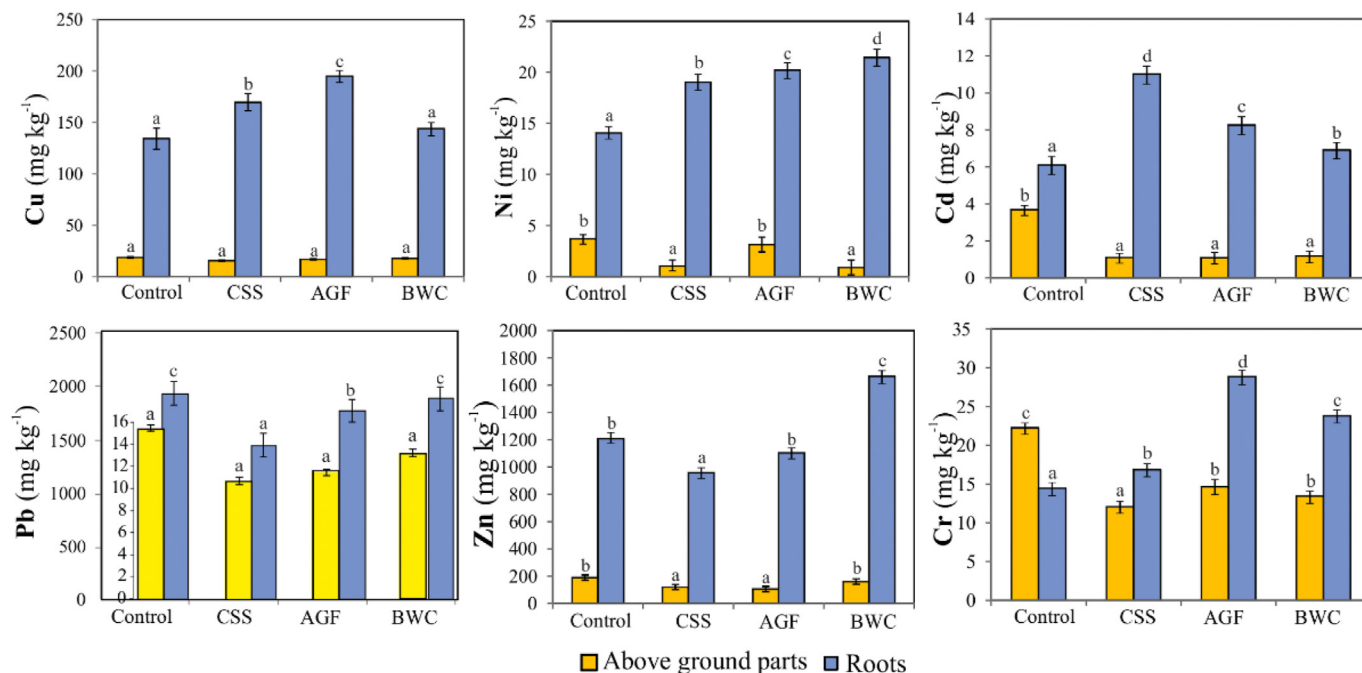 250
200
150
100
50
0
Cu (mg kg-1)
a
a
a
b
a
c
a
a
Control CSS AGF BWC
25
20
15
10
5
0
Ni (mg kg-1)
b
a
a
b
b
c
a
d
Control CSS AGF BWC
14
12
10
8
6
4
2
0
Cd (mg kg-1)
b
a
a
d
a
c
a
b
Control CSS AGF BWC
2500
2000
1500
1000
500
0
Pb (mg kg-1)
16
14
12
10
8
6
4
2
0
a
c
a
a
a
b
a
c
Control CSS AGF BWC
2000
1800
1600
1400
1200
1000
800
600
400
200
0
Zn (mg kg-1)
b
b
a
a
a
b
b
c
Control CSS AGF BWC
35
30
25
20
15
10
5
0
Cr (mg kg-1)
c
a
a
b
b
d
b
c
Control CSS AGF BWC
Above ground parts Roots